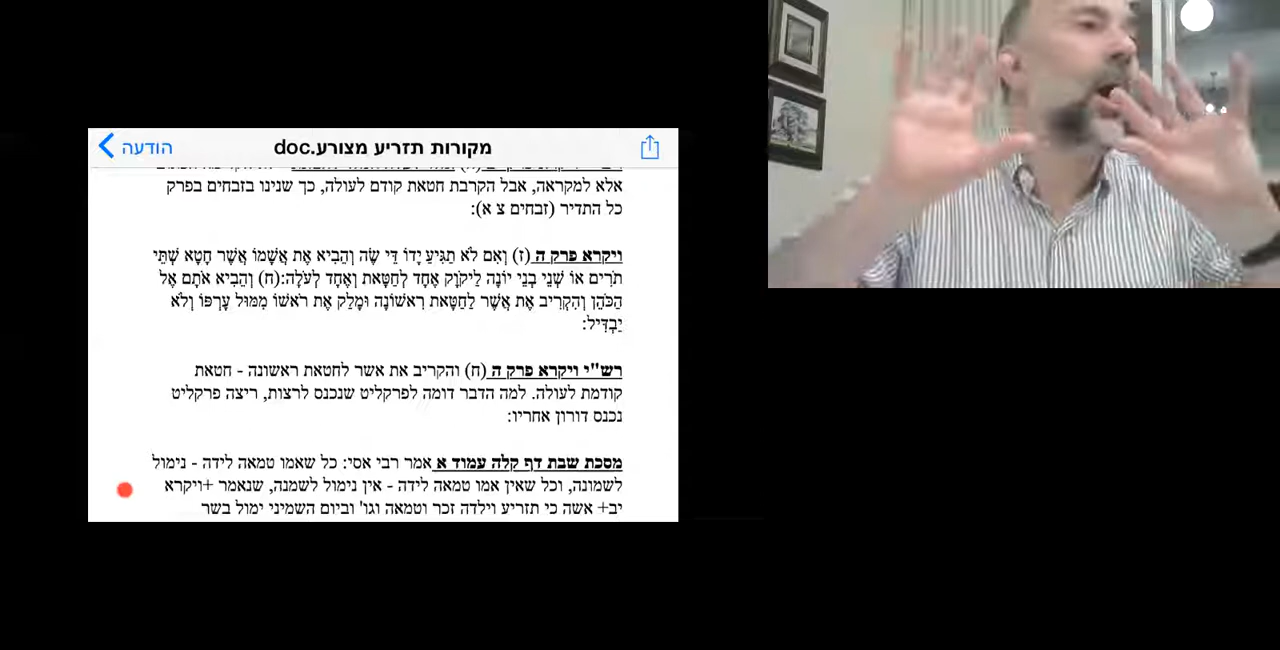 הודעה
מקורות תזריע מצורע.doc
אלא למקראה, אבל הקרבת חטאת קודם לעולה, כך שנינו בזבחים בפרק
כל התדיר (זבחים צ א):
ויקרא פרק ה (ז) וְאִם לֹא תַגִּיעַ יָדוֹ דֵּי שֶׂה וְהֵבִיא אֶת אֲשָׁמוֹ אֲשֶׁר חָטָא שְׁתֵּי
תֹרִים אוֹ שְׁנֵי בְנֵי יוֹנָה לַיקֹוָק אֶחָד לְחַטָּאת וְאֶחָד לְעֹלָה:(ח) וְהֵבִיא אֹתָם אֶל
הַכֹּהֵן וְהִקְרִיב אֶת אֲשֶׁר לַחַטָּאת רִאשׁוֹנָה וּמָלַק אֶת רֹאשׁוֹ מִמּוּל עָרְפּוֹ וְלֹא
יַבְדִּיל:
רש"י ויקרא פרק ה (ח) והקריב את אשר לחטאת ראשונה - חטאת
קודמת לעולה. למה הדבר דומה לפרקליט שנכנס לרצות, ריצה פרקליט
נכנס דורון אחריו:
מסכת שבת דף קלה עמוד א אמר רבי אסי: כל שאמו טמאה לידה - נימול
לשמונה, וכל שאין אמו טמאה לידה - אין נימול לשמנה, שנאמר +ויקרא
יב+ אשה כי תזריע וילדה זכר וטמאה וגו' וביום השמיני ימול בשר